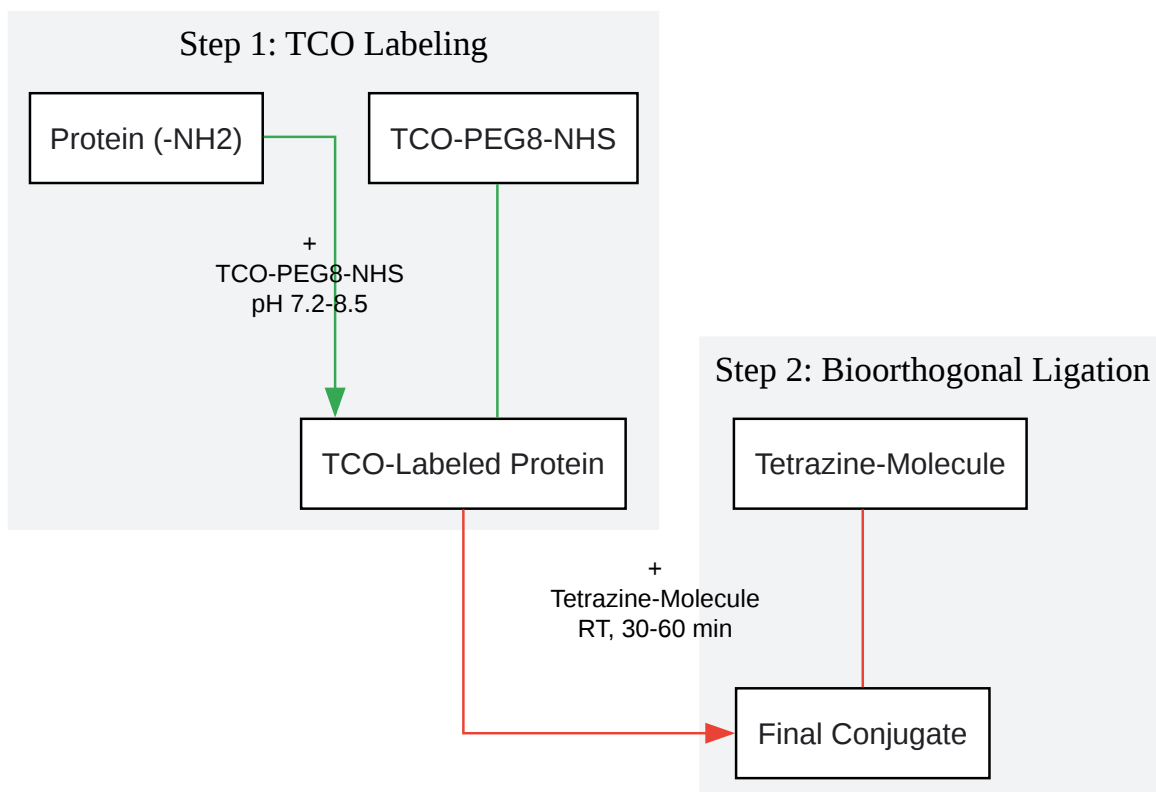 Step 1: TCO Labeling
Protein (-NH2)
TCO-PEG8-NHS
+
TCO-PEG8-NHS
pH 7.2-8.5
TCO-Labeled Protein
Step 2: Bioorthogonal Ligation
Tetrazine-Molecule
+
Tetrazine-Molecule
RT, 30-60 min
Final Conjugate